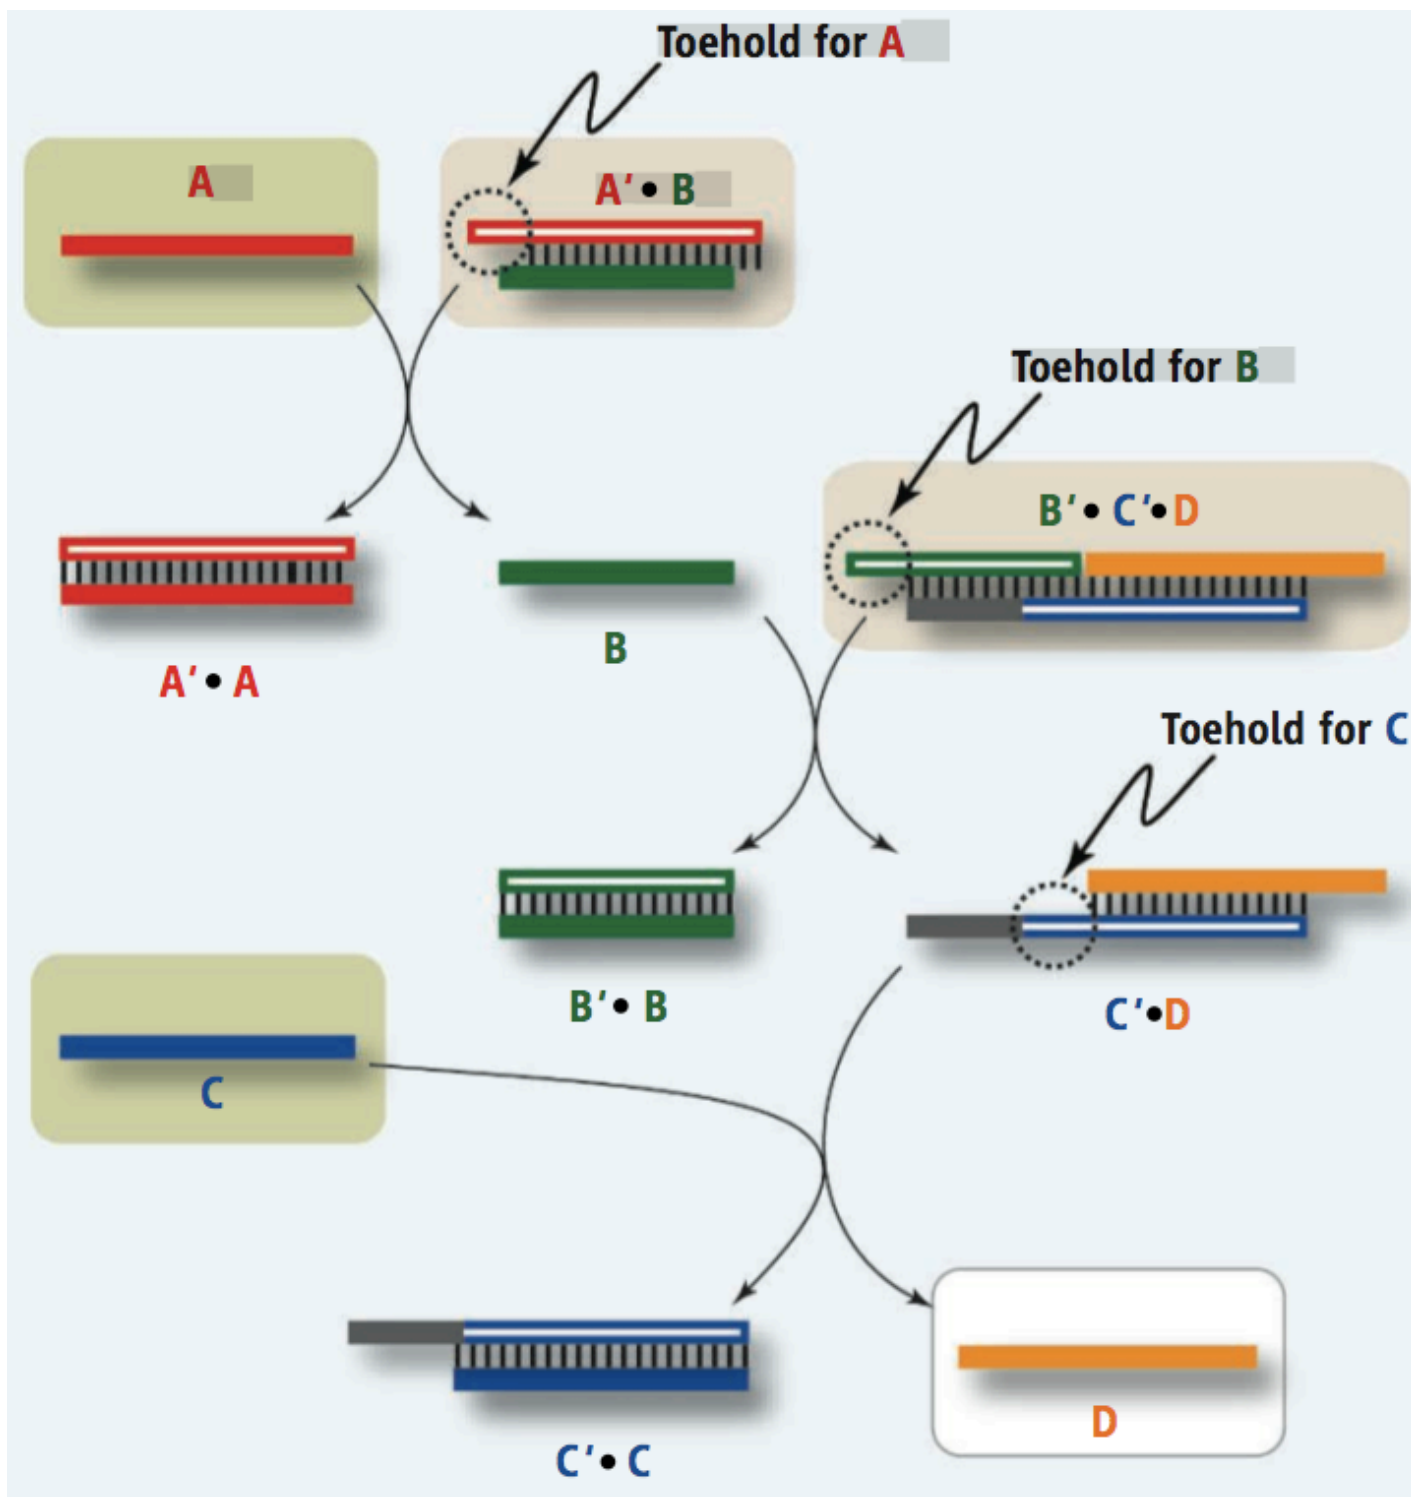 Toehold for A
A
A′• B
Toehold for B
B′• C′•D
B
A′• A
Toehold for C
B′• B
C′•D
C
D
C′• C